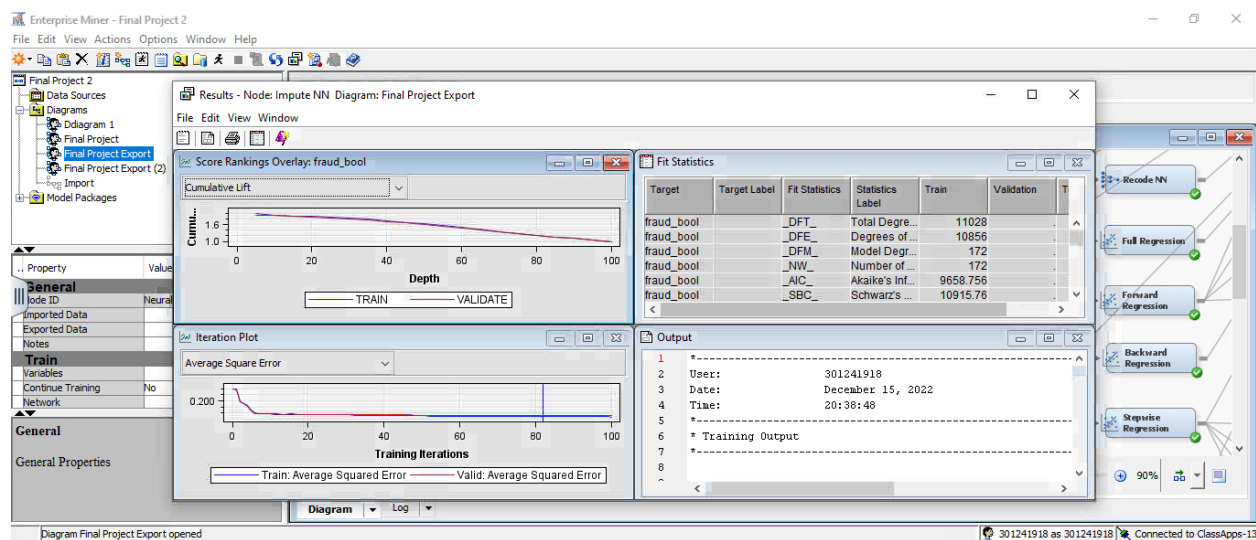 Enterprise Miner - Final Project 2
File Edit View Actions Options Window Help
Final Project 2
Data Sources
Diagrams
Ddiagram 1
Final Project
Final Project Export
Final Project Export (2)
Import
Model Packages
.. Property Value
General
Node ID Neural
Imported Data
Exported Data
Notes
Train
Variables
Continue Training No
Network
General
General Properties
Results - Node: Impute NN Diagram: Final Project Export
File Edit View Window
Score Rankings Overlay: fraud_bool
Cumulative Lift
Cumu...
1.6
1.0
0 20 40 60 80 100
Depth
TRAIN VALIDATE
Fit Statistics
Target Target Label Fit Statistics Statistics Label Train Validation T
fraud_bool _DFT_ Total Degre... 11028 .
fraud_bool _DFE_ Degrees of ... 10856 .
fraud_bool _DFM_ Model Degr... 172 .
fraud_bool _NW_ Number of ... 172 .
fraud_bool _AIC_ Akaike's Inf... 9658.756 .
fraud_bool _SBC_ Schwarz's ... 10915.76 .
Iteration Plot
Average Square Error
0.200
0 20 40 60 80 100
Training Iterations
Train: Average Squared Error Valid: Average Squared Error
Output
1 *--------------------------------------------------------
2 User: 301241918
3 Date: December 15, 2022
4 Time: 20:38:48
5 *--------------------------------------------------------
6 * Training Output
7 *--------------------------------------------------------
8
Recode NN
Full Regression
Forward
Regression
Backward
Regression
Stepwise
Regression
90%
Diagram Log
Diagram Final Project Export opened
301241918 as 301241918 Connected to ClassApps-13